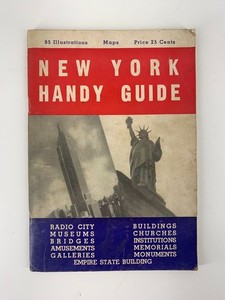 85 Illustrations Maps Price 25 Cents
NEW YORK
HANDY GUIDE
RADIO CITY BUILDINGS
MUSEUMS CHURCHES
BRIDGES INSTITUTIONS
AMUSEMENTS MEMORIALS
GALLERIES MONUMENTS
EMPIRE STATE BUILDING